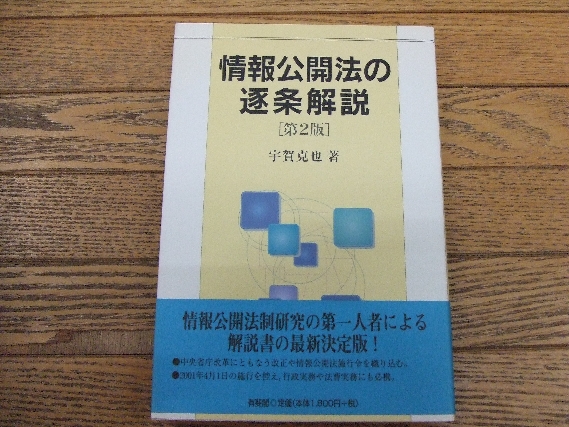 情報公開法の
逐条解説
[第2版]
宇賀克也 著
情報公開法制研究の第一人者による
解説書の最新決定版！
●中央省庁改革にともなう改正や情報公開法施行令を織り込む。
●2001年4月1日の施行を控え、行政実務や法曹実務にも必携。
有斐閣◎定価(本体1,800円+税)